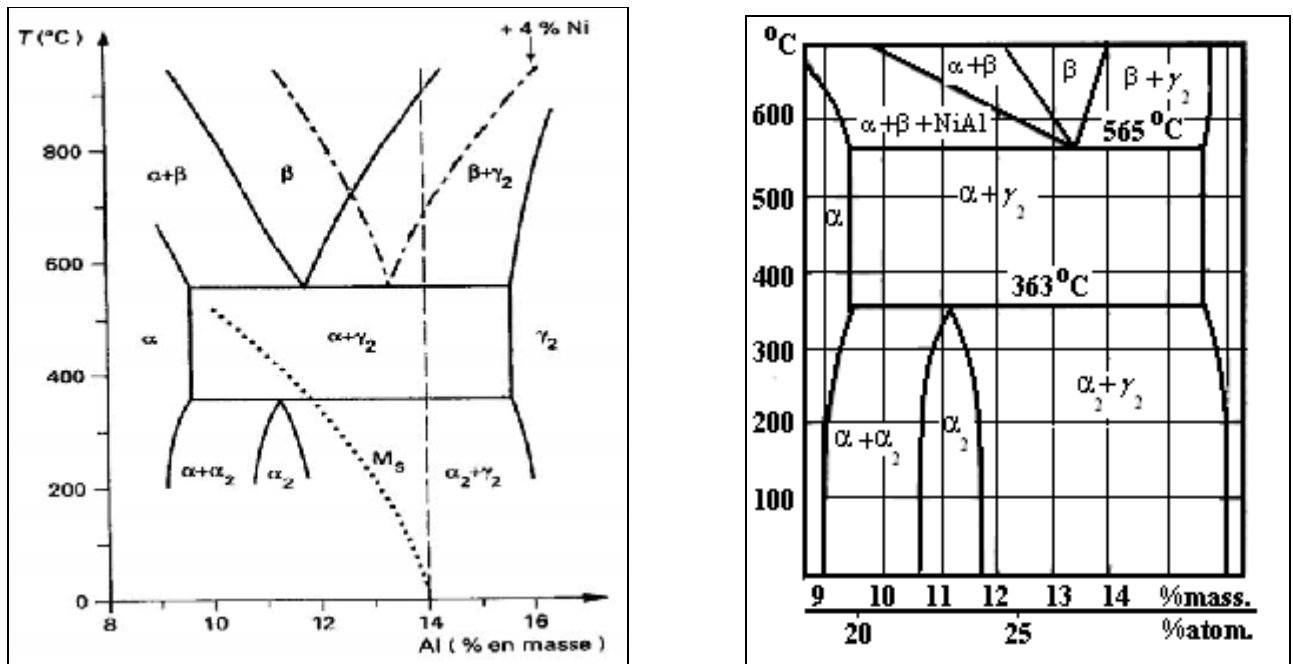 T (°C)
+ 4 % Ni
800
α+β
β
β+γ₂
600
α
α+γ₂
γ₂
400
α+α₂
α₂
Mₛ
α₂+γ₂
200
0
8
10
12
14
16
Al ( % en masse )
°C
α+β
β
β+γ₂
600
α+β+NiAl
565 °C
500
α
α+γ₂
400
363°C
300
α₂+γ₂
200
α+α₂
α₂
100
9 10 11 12 13 14 %mass.
20 25 %atom.